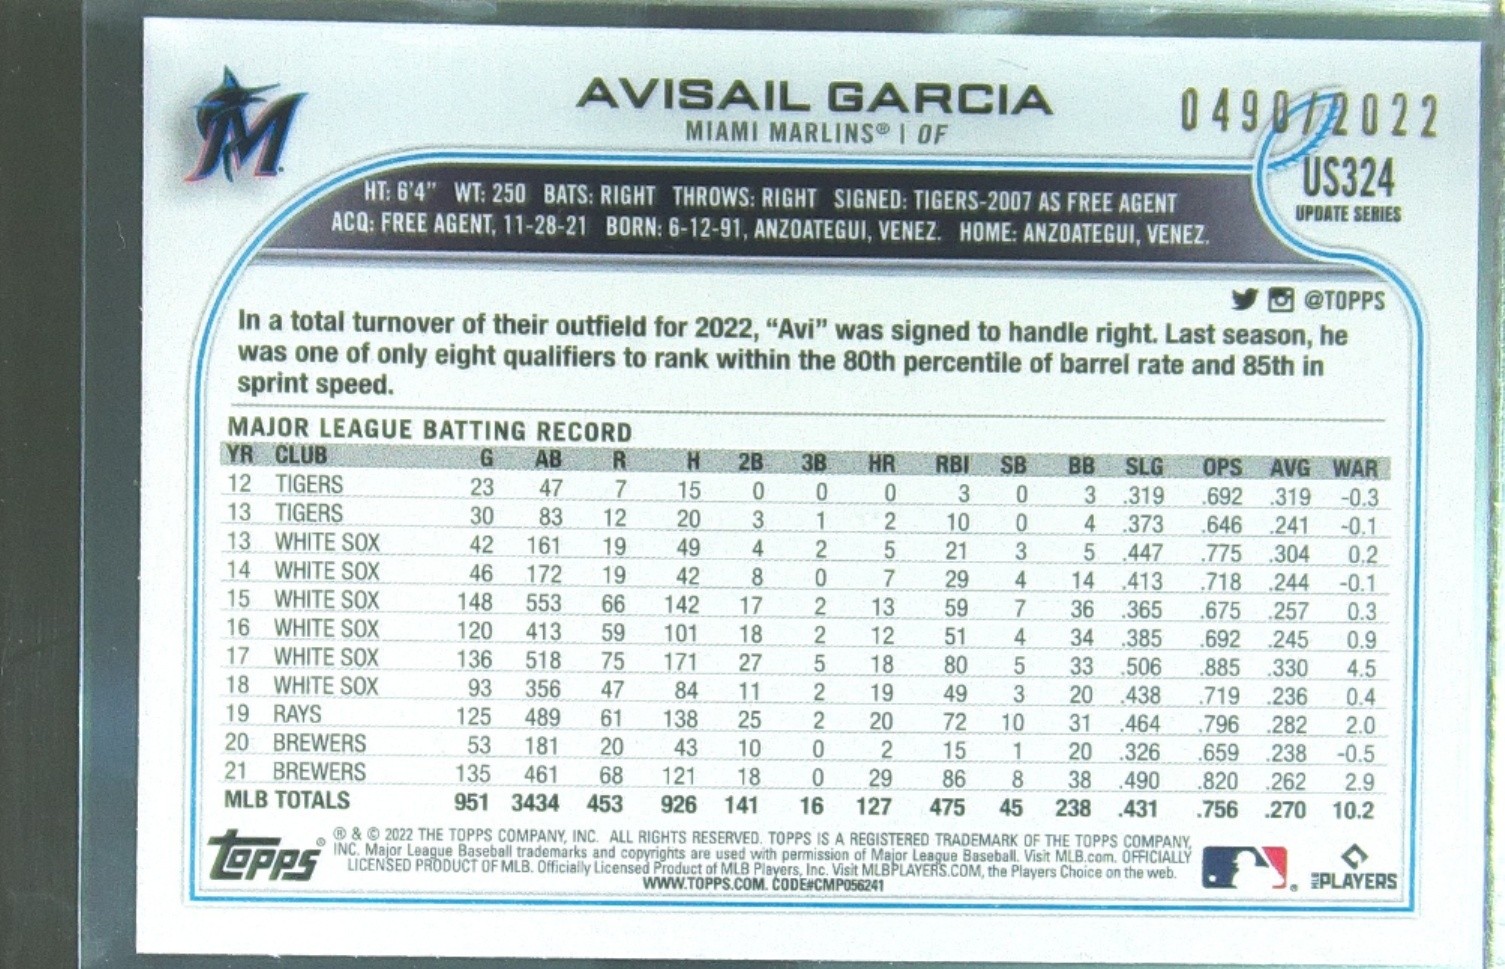 AVISAIL GARCIA
MIAMI MARLINS® | OF
0490/2022
US324
UPDATE SERIES
HT: 6'4" WT: 250 BATS: RIGHT THROWS: RIGHT SIGNED: TIGERS-2007 AS FREE AGENT
ACQ: FREE AGENT, 11-28-21 BORN: 6-12-91, ANZOATEGUI, VENEZ. HOME: ANZOATEGUI, VENEZ.
@TOPPS
In a total turnover of their outfield for 2022, “Avi” was signed to handle right. Last season, he
was one of only eight qualifiers to rank within the 80th percentile of barrel rate and 85th in
sprint speed.
MAJOR LEAGUE BATTING RECORD
YR CLUB G AB R H 2B 3B HR RBI SB BB SLG OPS AVG WAR
12 TIGERS 23 47 7 15 0 0 0 3 0 3 .319 .692 .319 -0.3
13 TIGERS 30 83 12 20 3 1 2 10 0 4 .373 .646 .241 -0.1
13 WHITE SOX 42 161 19 49 4 2 5 21 3 5 .447 .775 .304 0.2
14 WHITE SOX 46 172 19 42 8 0 7 29 4 14 .413 .718 .244 -0.1
15 WHITE SOX 148 553 66 142 17 2 13 59 7 36 .365 .675 .257 0.3
16 WHITE SOX 120 413 59 101 18 2 12 51 4 34 .385 .692 .245 0.9
17 WHITE SOX 136 518 75 171 27 5 18 80 5 33 .506 .885 .330 4.5
18 WHITE SOX 93 356 47 84 11 2 19 49 3 20 .438 .719 .236 0.4
19 RAYS 125 489 61 138 25 2 20 72 10 31 .464 .796 .282 2.0
20 BREWERS 53 181 20 43 10 0 2 15 1 20 .326 .659 .238 -0.5
21 BREWERS 135 461 68 121 18 0 29 86 8 38 .490 .820 .262 2.9
MLB TOTALS 951 3434 453 926 141 16 127 475 45 238 .431 .756 .270 10.2
Topps®
® & © 2022 THE TOPPS COMPANY, INC. ALL RIGHTS RESERVED. TOPPS IS A REGISTERED TRADEMARK OF THE TOPPS COMPANY,
INC. Major League Baseball trademarks and copyrights are used with permission of Major League Baseball. Visit MLB.com. OFFICIALLY
LICENSED PRODUCT OF MLB. Officially Licensed Product of MLB Players, Inc. Visit MLBPLAYERS.COM, the Players Choice on the web.
WWW.TOPPS.COM. CODE#CMP056241
MLB PLAYERS